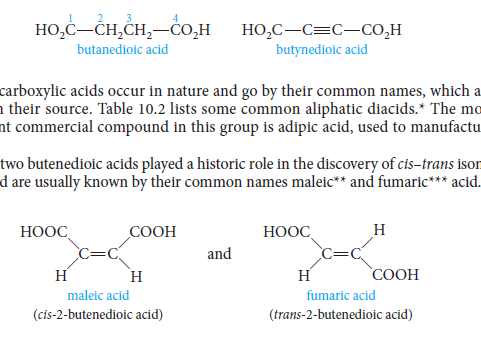 1 2 3 4
HO₂C—CH₂CH₂—CO₂H HO₂C—C≡C—CO₂H
butanedioic acid butynedioic acid
carboxylic acids occur in nature and go by their common names, which a
their source. Table 10.2 lists some common aliphatic diacids.* The mo
nt commercial compound in this group is adipic acid, used to manufactu
two butenedioic acids played a historic role in the discovery of cis–trans ison
d are usually known by their common names maleic** and fumaric*** acid.
HOOC COOH HOOC H
C=C and C=C
H H H COOH
maleic acid fumaric acid
(cis-2-butenedioic acid) (trans-2-butenedioic acid)